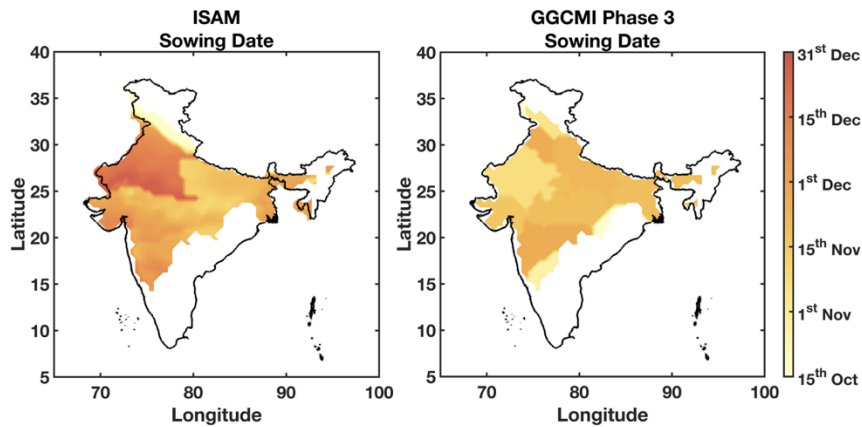 ISAM
Sowing Date
GGCMI Phase 3
Sowing Date
40
35
30
25
20
15
10
5
Latitude
70
80
90
100
Longitude
40
35
30
25
20
15
10
5
Latitude
70
80
90
100
Longitude
31st Dec
15th Dec
1st Dec
15th Nov
1st Nov
15th Oct